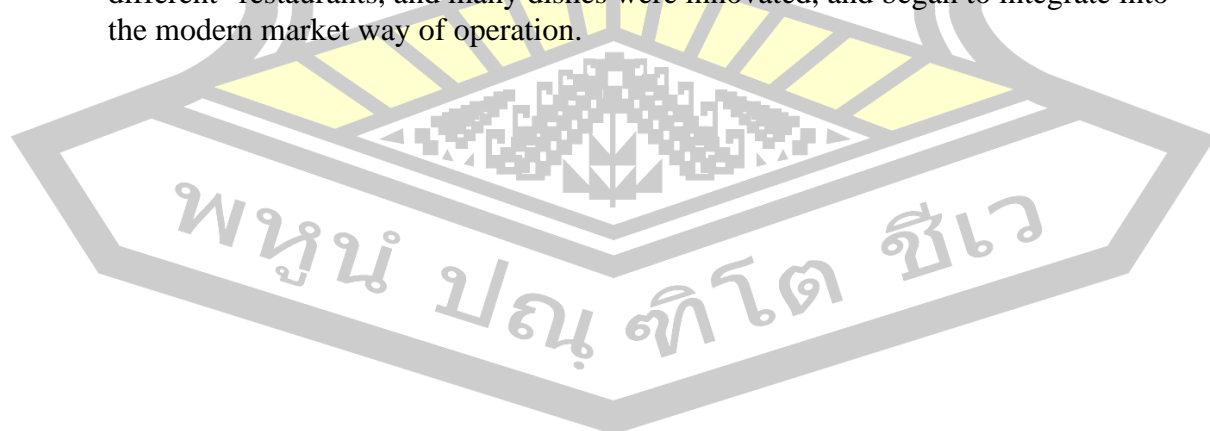 different" restaurants, and many dishes were innovated, and began to integrate into
the modern market way of operation.
พหูนํ ปณฺฑิโต ชีเว